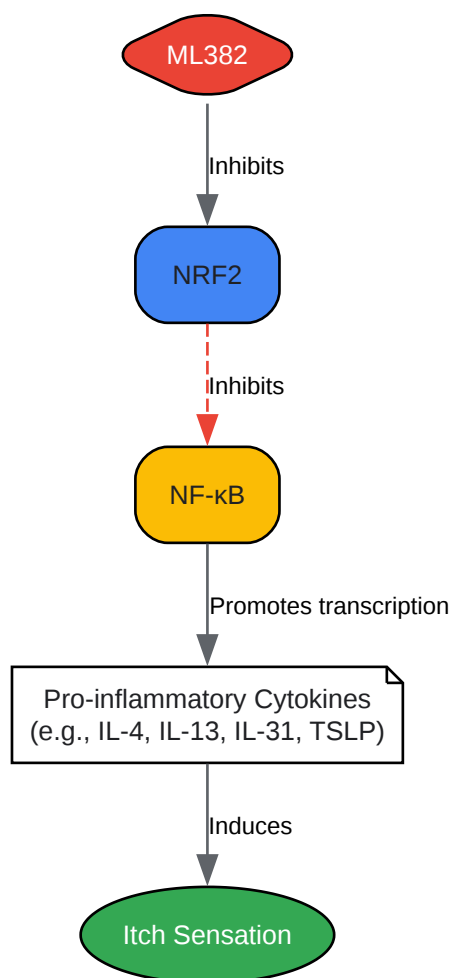 ML382
Inhibits
NRF2
Inhibits
NF-κB
Promotes transcription
Pro-inflammatory Cytokines
(e.g., IL-4, IL-13, IL-31, TSLP)
Induces
Itch Sensation